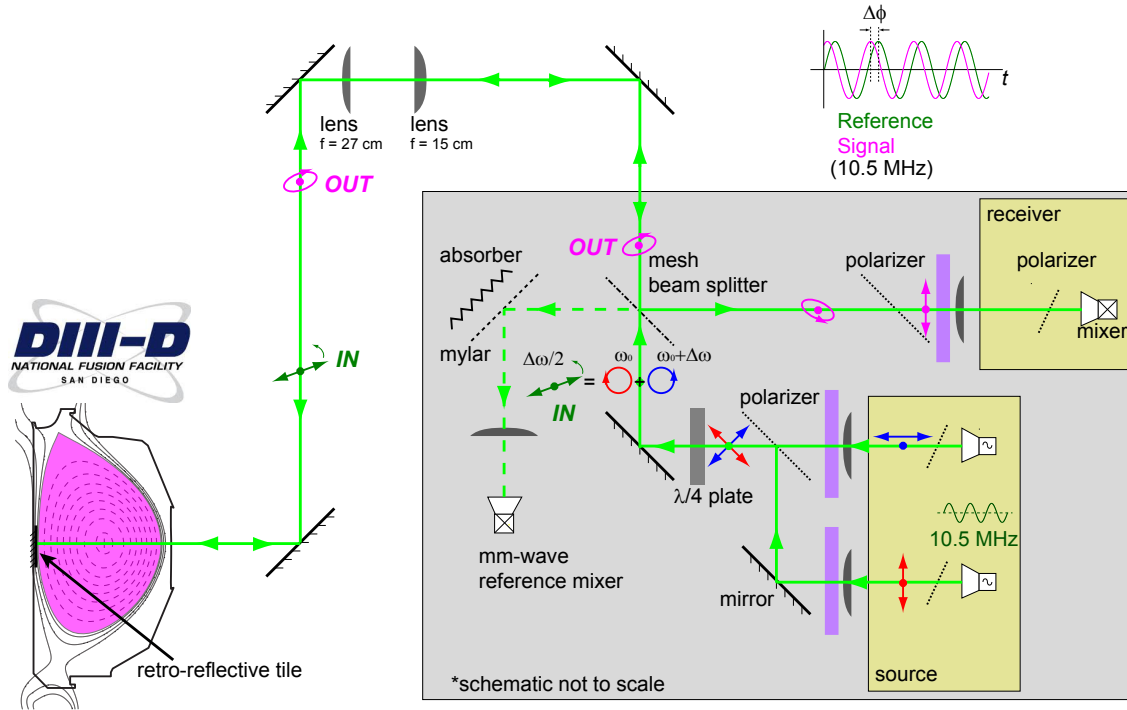 Δϕ
t
Reference
Signal
(10.5 MHz)
lens
f = 27 cm
lens
f = 15 cm
OUT
receiver
absorber
OUT
mesh
beam splitter
polarizer
polarizer
mixer
mylar
DIII-D
NATIONAL FUSION FACILITY
SAN DIEGO
IN
Δω/2
=
ω₀
+
ω₀+Δω
IN
polarizer
λ/4 plate
10.5 MHz
mm-wave
reference mixer
mirror
retro-reflective tile
source
*schematic not to scale